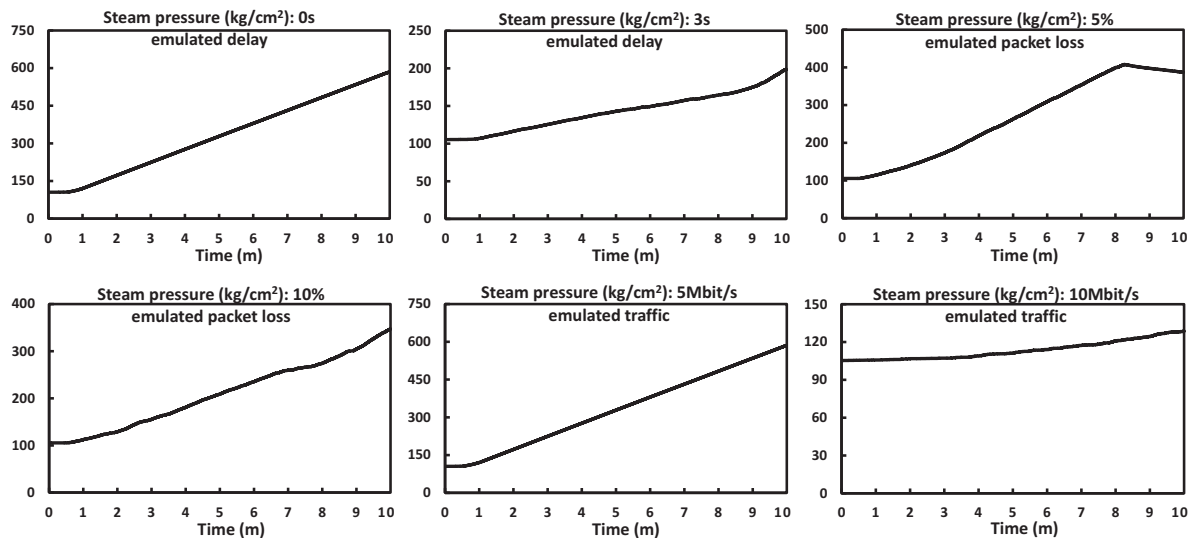 Steam pressure (kg/cm²): 0s
emulated delay
750
600
450
300
150
0
0 1 2 3 4 5 6 7 8 9 10
Time (m)
Steam pressure (kg/cm²): 3s
emulated delay
250
200
150
100
50
0
0 1 2 3 4 5 6 7 8 9 10
Time (m)
Steam pressure (kg/cm²): 5%
emulated packet loss
500
400
300
200
100
0
0 1 2 3 4 5 6 7 8 9 10
Time (m)
Steam pressure (kg/cm²): 10%
emulated packet loss
400
300
200
100
0
0 1 2 3 4 5 6 7 8 9 10
Time (m)
Steam pressure (kg/cm²): 5Mbit/s
emulated traffic
750
600
450
300
150
0
0 1 2 3 4 5 6 7 8 9 10
Time (m)
Steam pressure (kg/cm²): 10Mbit/s
emulated traffic
150
120
90
60
30
0
0 1 2 3 4 5 6 7 8 9 10
Time (m)